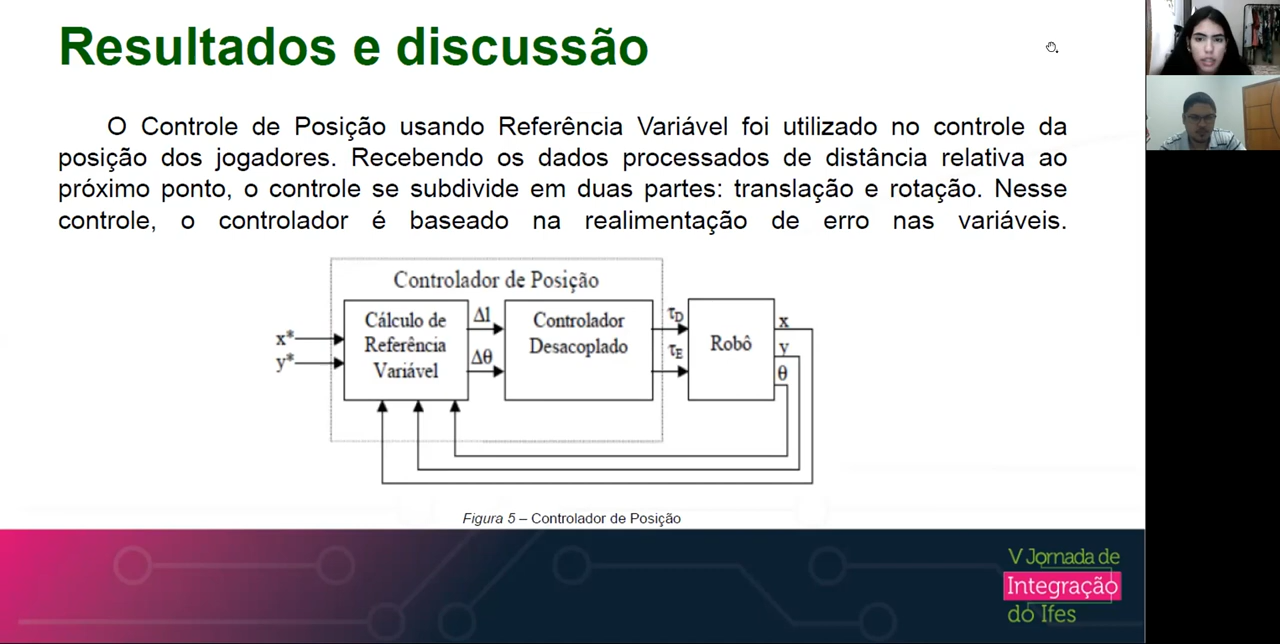 Resultados e discussão
O Controle de Posição usando Referência Variável foi utilizado no controle da
posição dos jogadores. Recebendo os dados processados de distância relativa ao
próximo ponto, o controle se subdivide em duas partes: translação e rotação. Nesse
controle, o controlador é baseado na realimentação de erro nas variáveis.
Controlador de Posição
x*
y*
Cálculo de
Referência
Variável
Δl
Δθ
Controlador
Desacoplado
τD
τE
Robô
x
y
θ
Figura 5 – Controlador de Posição
V Jornada de
Integração
do Ifes